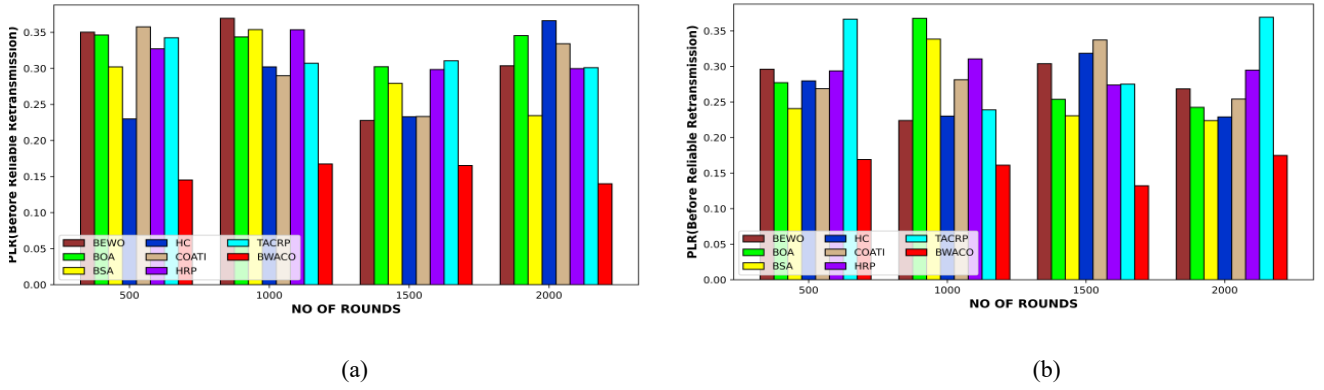 PLR(Before Reliable Retransmission)
0.35
0.30
0.25
0.20
0.15
0.10
0.05
0.00
BEWO HC TACRP
BOA COATI BWACO
BSA HRP
500 1000 1500 2000
NO OF ROUNDS
(a)
PLR(Before Reliable Retransmission)
0.35
0.30
0.25
0.20
0.15
0.10
0.05
0.00
BEWO HC TACRP
BOA COATI BWACO
BSA HRP
500 1000 1500 2000
NO OF ROUNDS
(b)